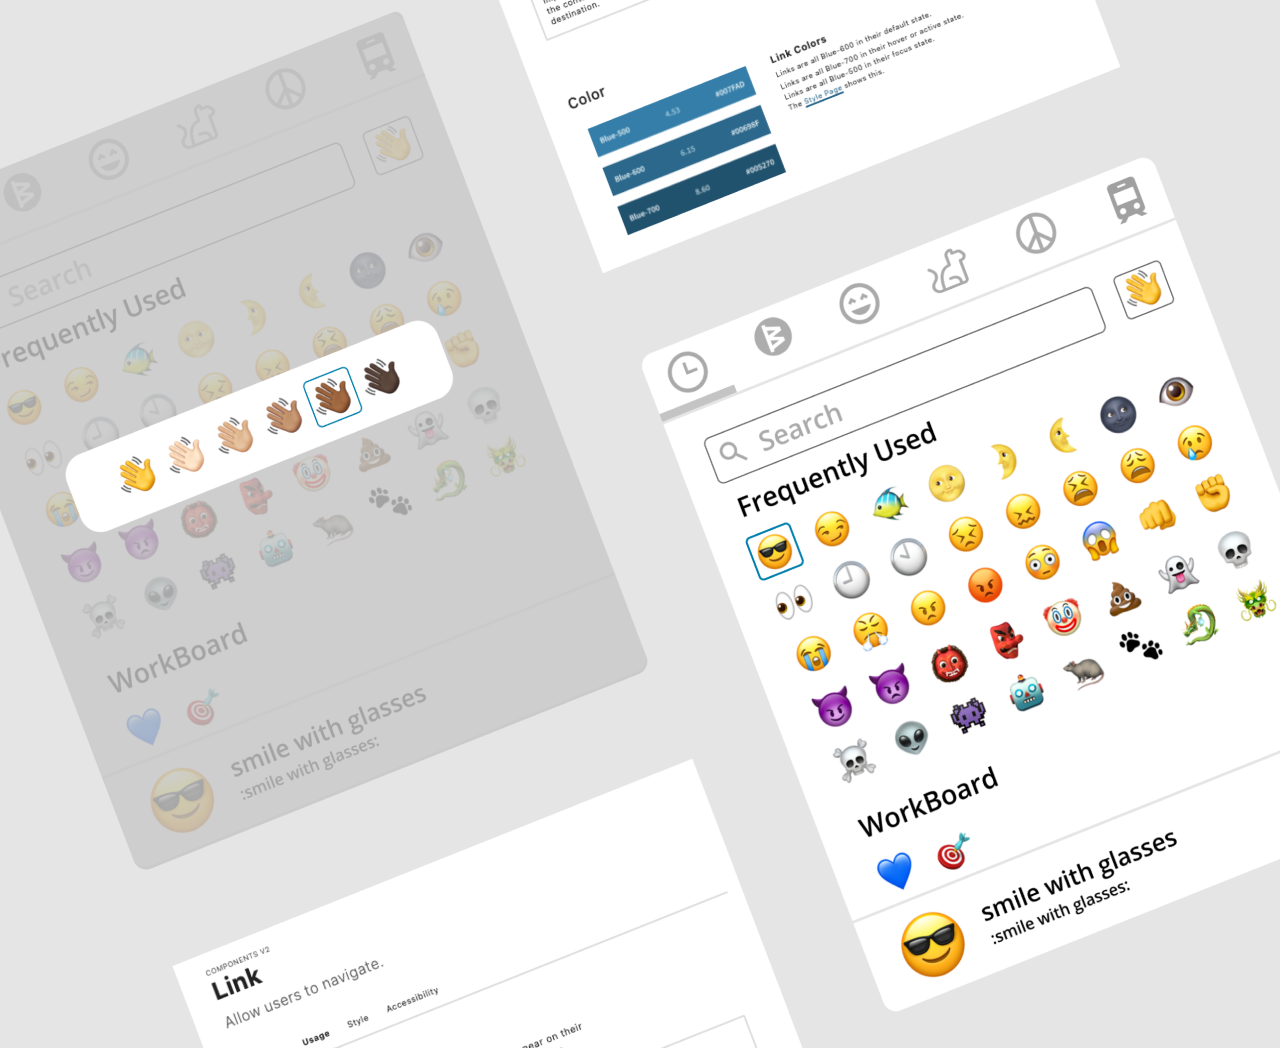 the con
destination.
Color
Blue-500 4.53 #007FAD
Blue-600 6.15 #00698F
Blue-700 8.60 #005270
Link Colors
Links are all Blue-600 in their default state.
Links are all Blue-700 in their hover or active state.
Links are all Blue-500 in their focus state.
The Style Page shows this.
Search
requently Used
WorkBoard
smile with glasses
:smile with glasses:
Search
Frequently Used
WorkBoard
smile with glasses
:smile with glasses:
COMPONENTS V2
Link
Allow users to navigate.
Usage Style Accessibility
ear on their